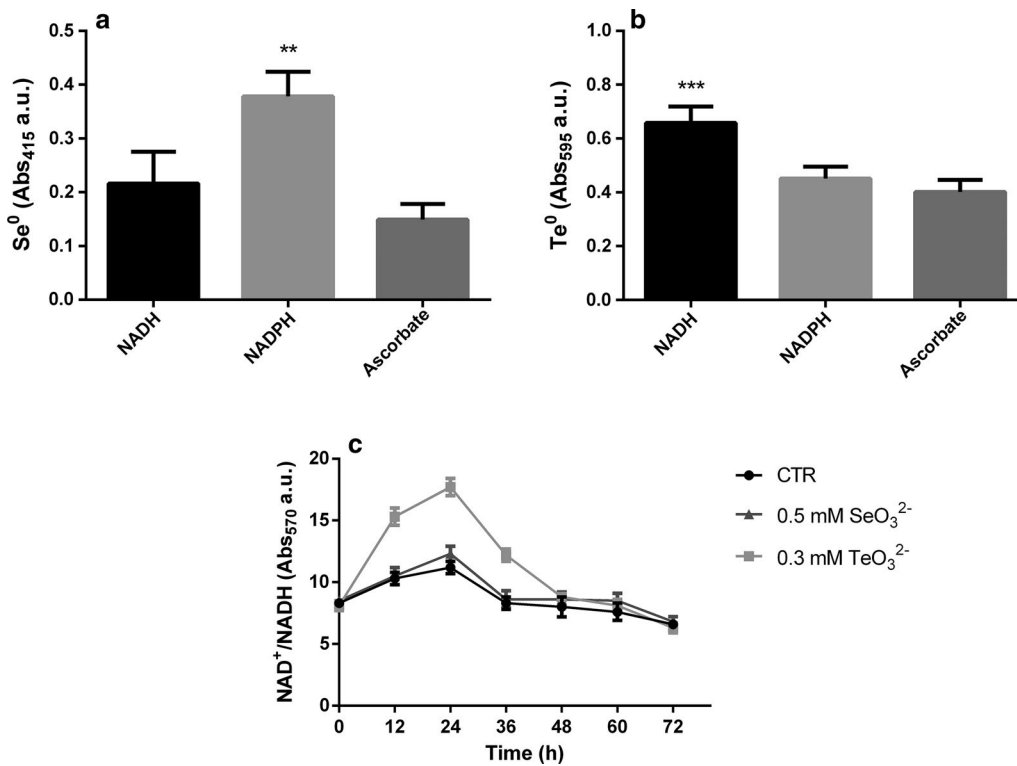 a
Se⁰ (Abs₄₁₅ a.u.)
0.5
0.4
0.3
0.2
0.1
0.0
**
NADH
NADPH
Ascorbate
b
Te⁰ (Abs₅₉₅ a.u.)
1.0
0.8
0.6
0.4
0.2
0.0
***
NADH
NADPH
Ascorbate
c
NAD⁺/NADH (Abs₅₇₀ a.u.)
20
15
10
5
0
0 12 24 36 48 60 72
Time (h)
CTR
0.5 mM SeO₃²⁻
0.3 mM TeO₃²⁻